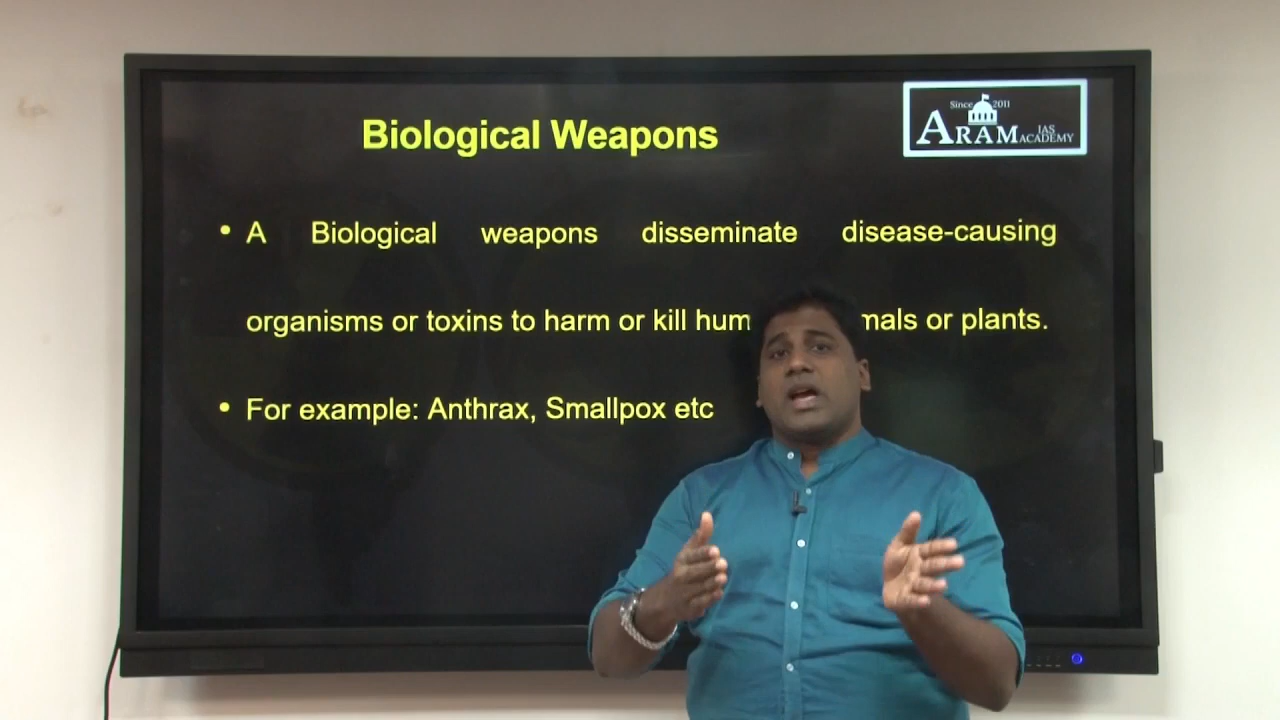 Since 2011
ARAM IAS ACADEMY
Biological Weapons
• A Biological weapons disseminate disease-causing
organisms or toxins to harm or kill hum mals or plants.
• For example: Anthrax, Smallpox etc